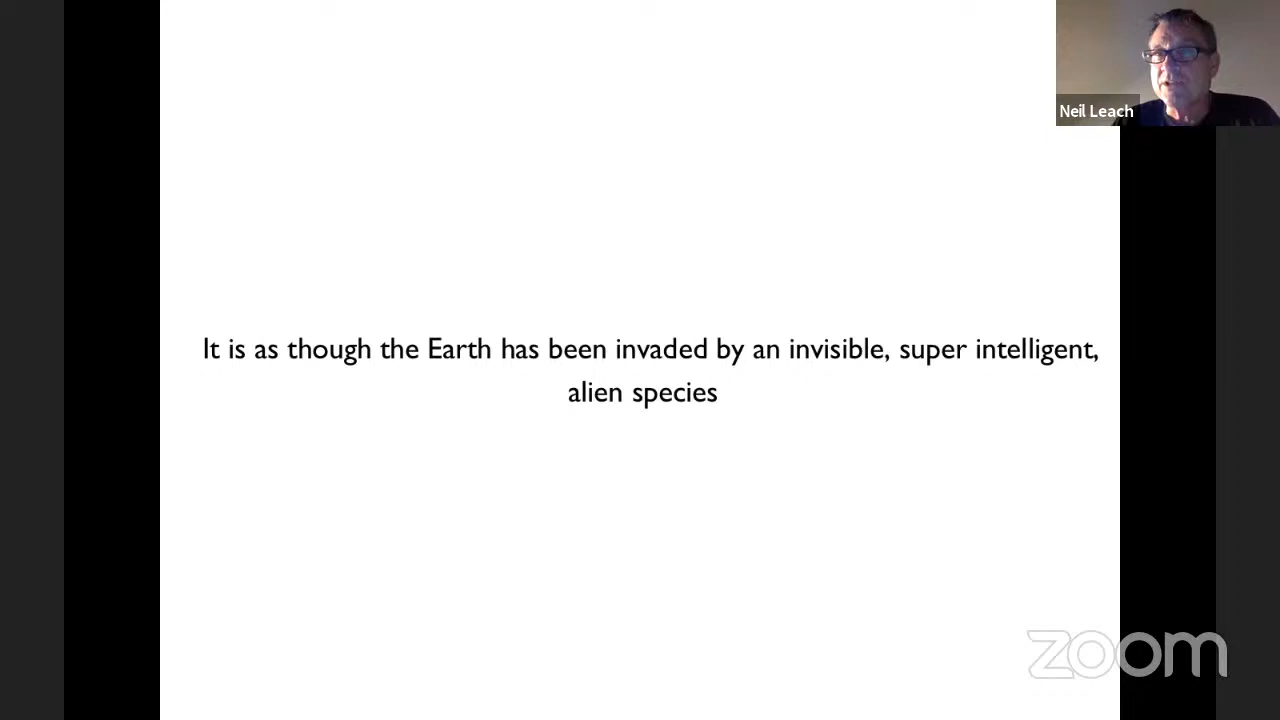 Neil Leach
It is as though the Earth has been invaded by an invisible, super intelligent,
alien species
zoom